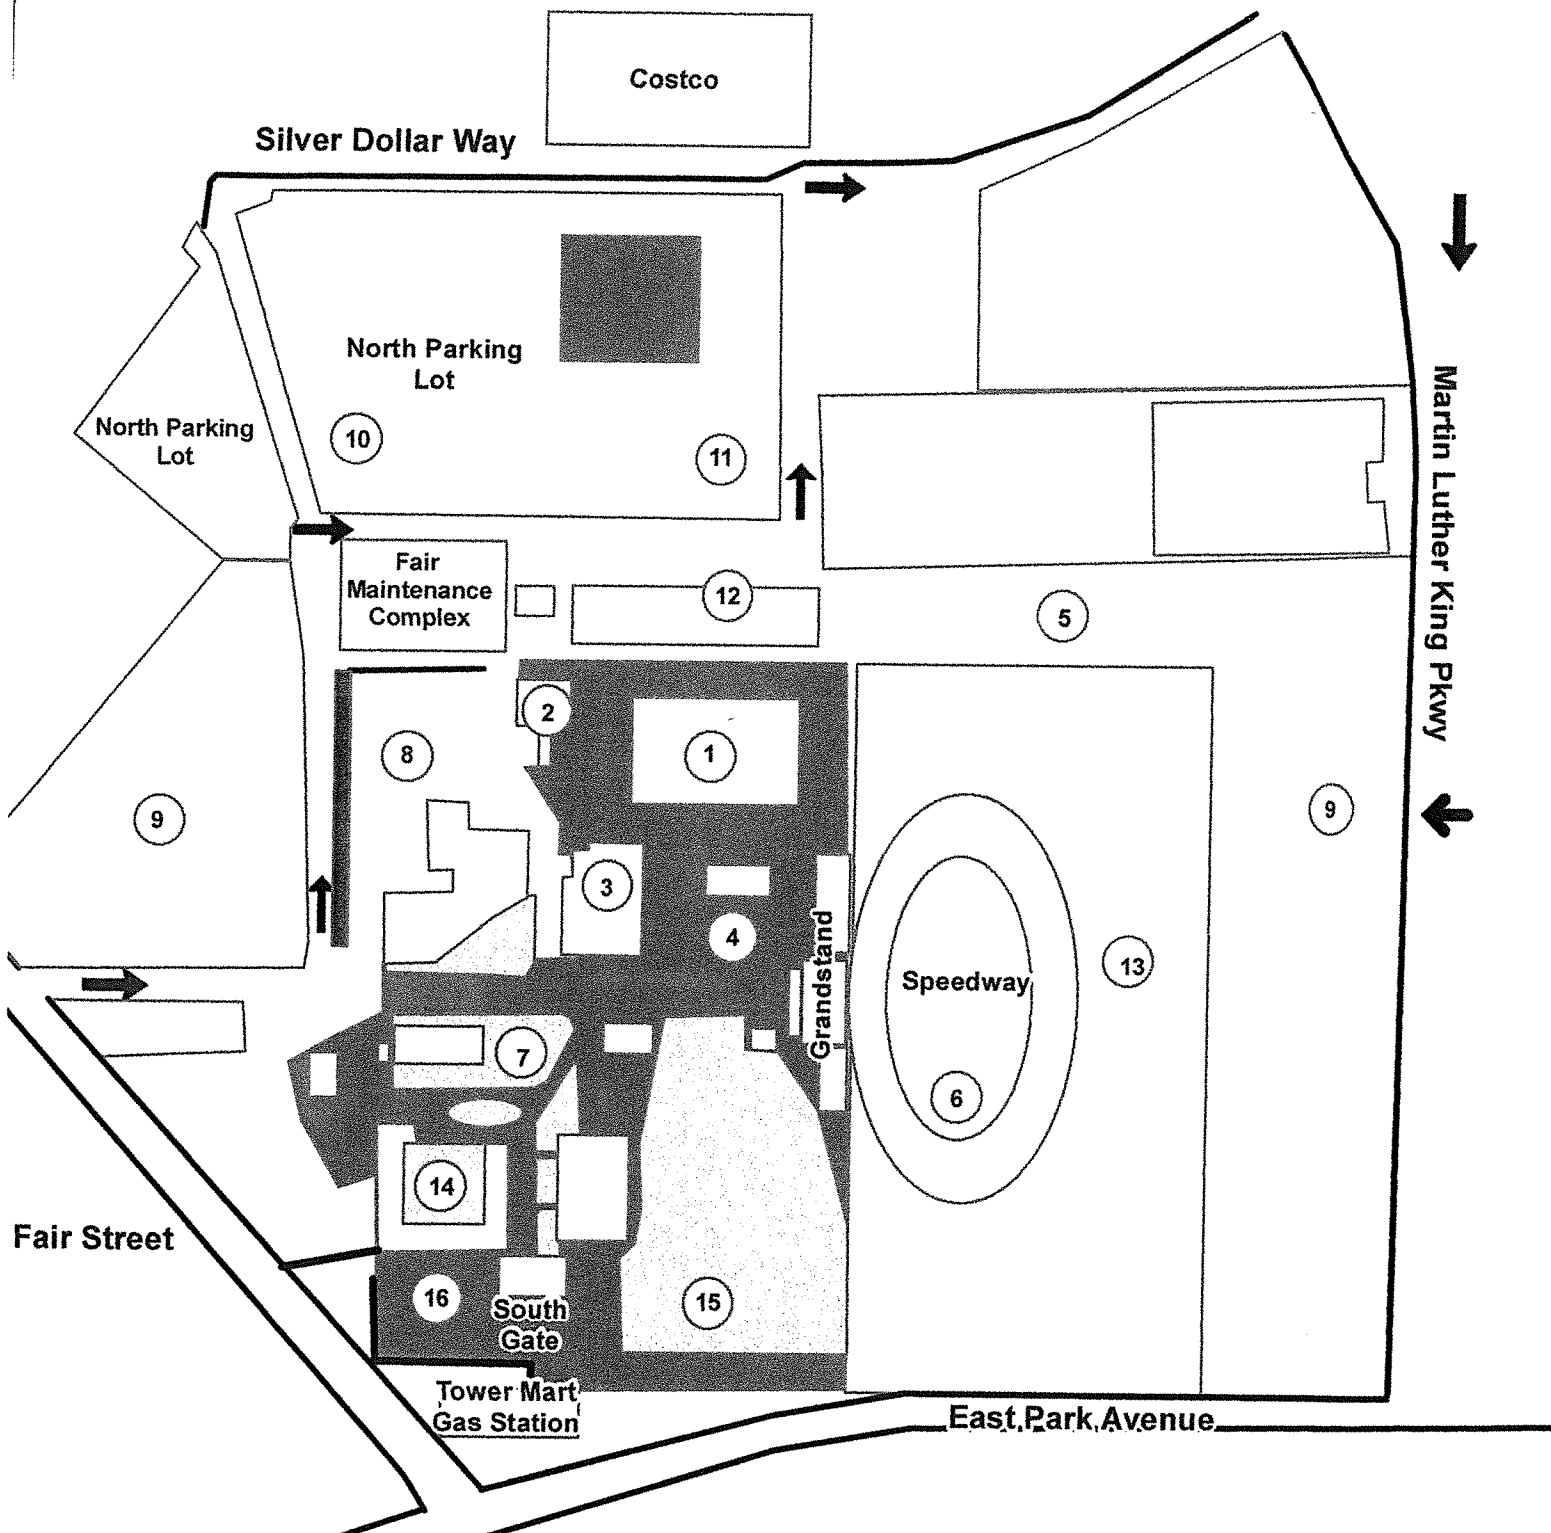 Costco
Silver Dollar Way
North Parking
Lot
North Parking
Lot
10
11
Martin Luther King Pkwy
Fair
Maintenance
Complex
12
5
2
1
8
9
9
3
4
Grandstand
Speedway
13
7
6
14
Fair Street
16
15
South
Gate
Tower Mart
Gas Station
East Park Avenue